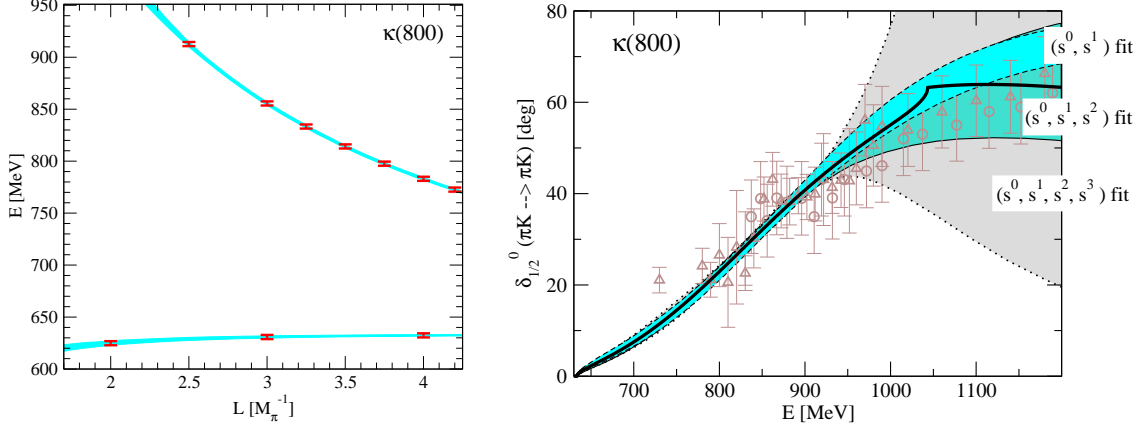 κ(800)
950
900
850
800
750
700
650
600
E [MeV]
2
2.5
3
3.5
4
L [M_π^{-1}]
κ(800)
80
60
40
20
0
δ_{1/2}^0 (πK --> πK) [deg]
(s^0, s^1) fit
(s^0, s^1, s^2) fit
(s^0, s^1, s^2, s^3) fit
700
800
900
1000
1100
E [MeV]